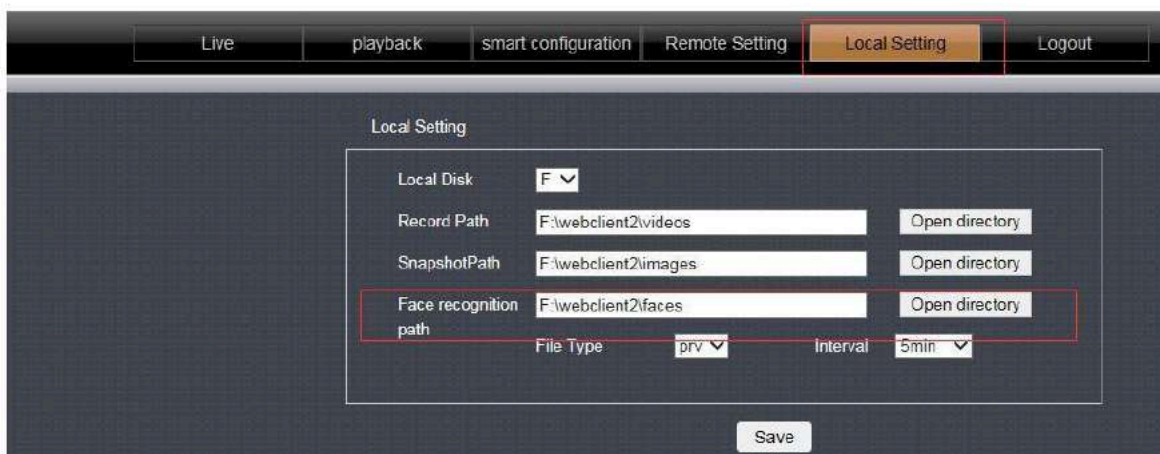 Live playback smart configuration Remote Setting Local Setting Logout
Local Setting
Local Disk F
Record Path F:\webclient2\videos Open directory
SnapshotPath F:\webclient2\images Open directory
Face recognition path F:\webclient2\faces Open directory
File Type prv Interval 5min
Save